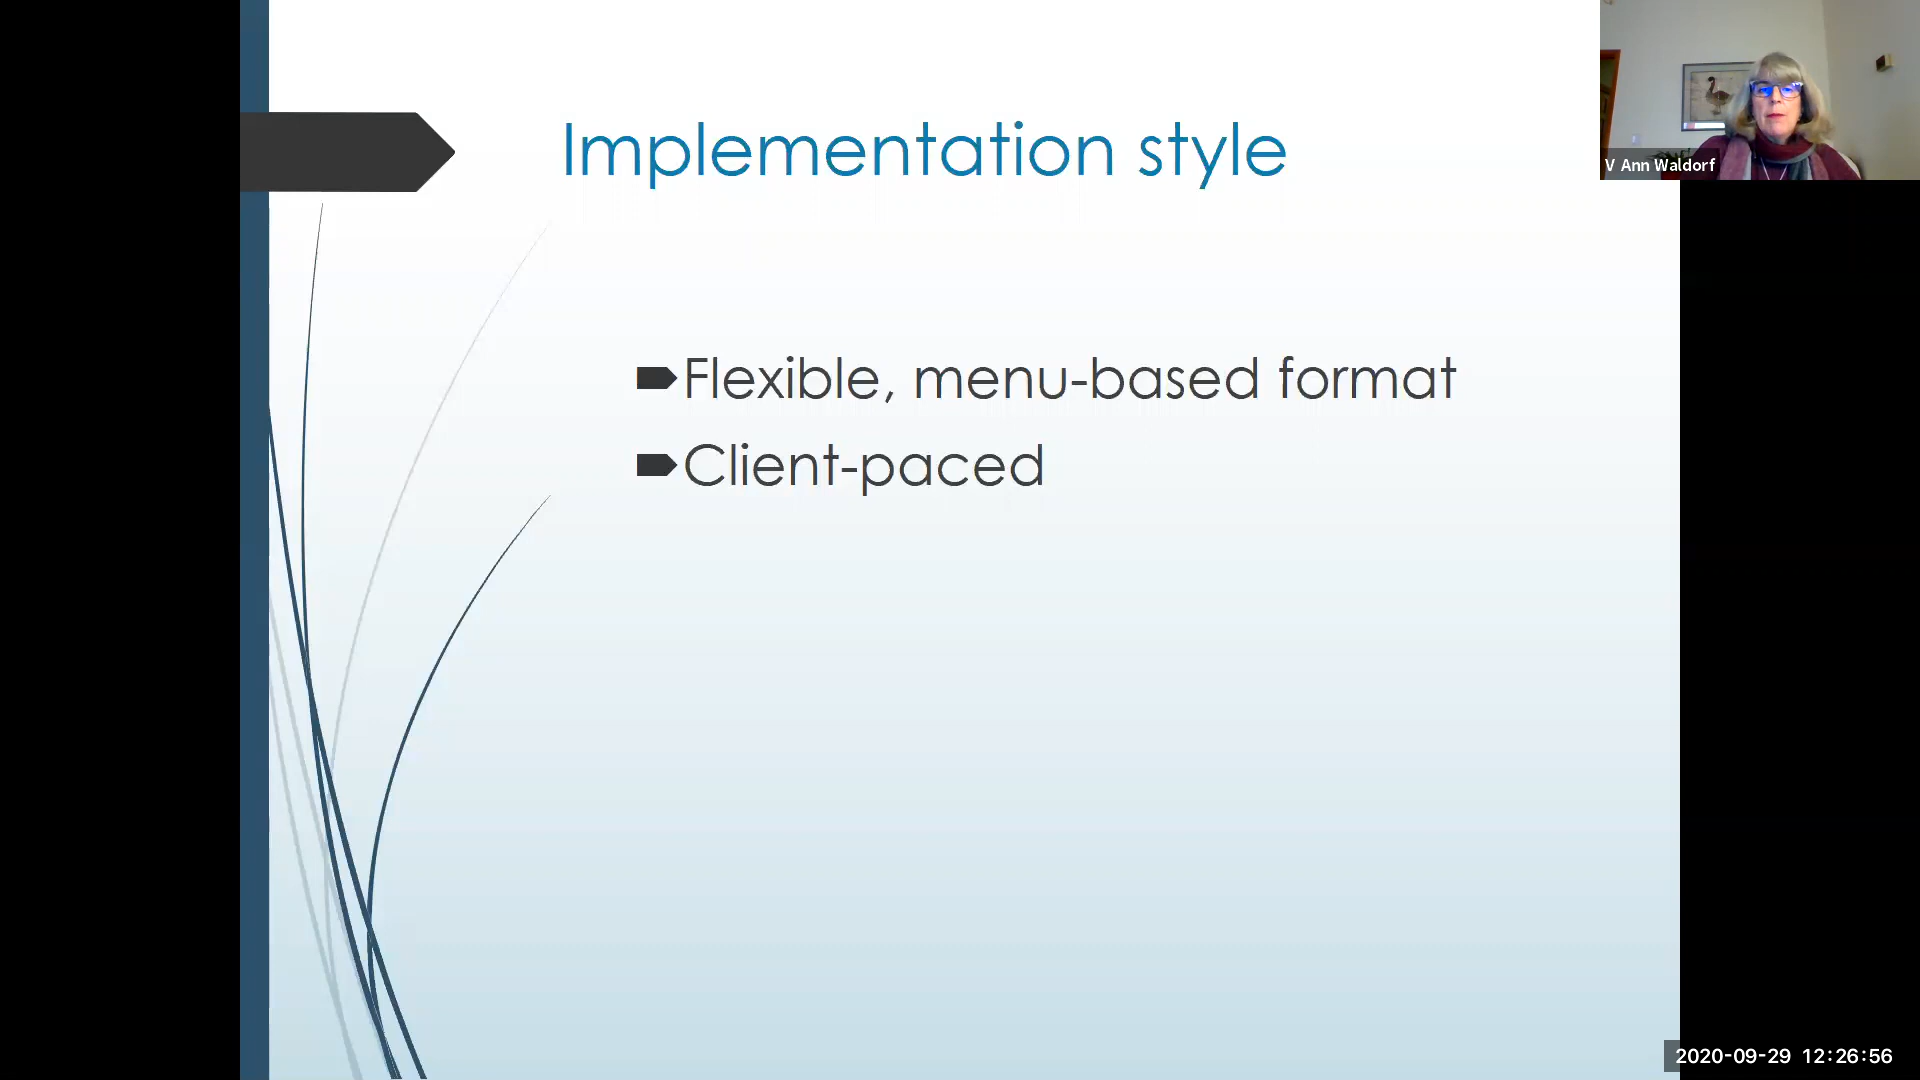 Implementation style
V Ann Waldorf
Flexible, menu-based format
Client-paced
2020-09-29 12:26:56